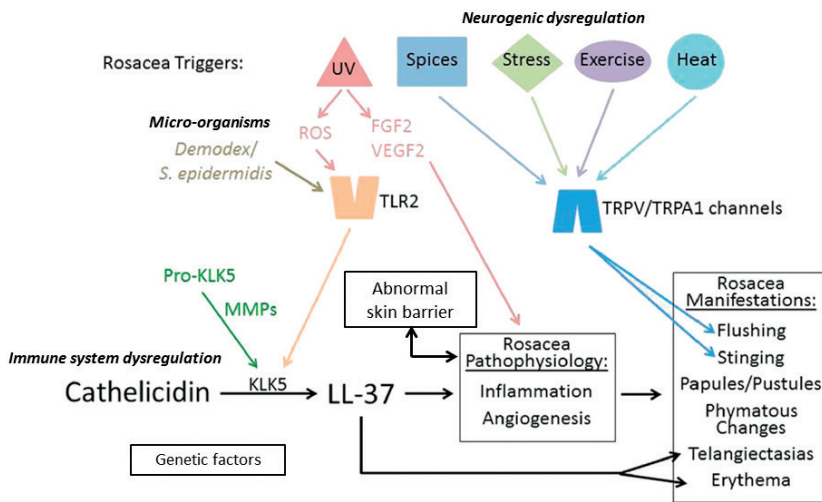 Neurogenic dysregulation
Rosacea Triggers:
UV
Spices
Stress
Exercise
Heat
Micro-organisms
Demodex/
S. epidermidis
ROS
FGF2
VEGF2
TLR2
TRPV/TRPA1 channels
Pro-KLK5
MMPs
Abnormal
skin barrier
Rosacea
Manifestations:
Flushing
Stinging
Papules/Pustules
Phymatous
Changes
Telangiectasias
Erythema
Rosacea
Pathophysiology:
Inflammation
Angiogenesis
Immune system dysregulation
Cathelicidin
KLK5
LL-37
Genetic factors